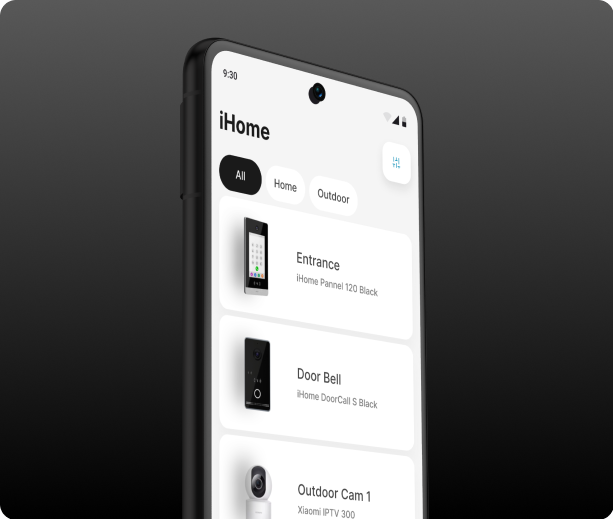 9:30
iHome
All
Home
Outdoor
Entrance
iHome Pannel 120 Black
Door Bell
iHome DoorCall S Black
Outdoor Cam 1
Xiaomi IPTV 300